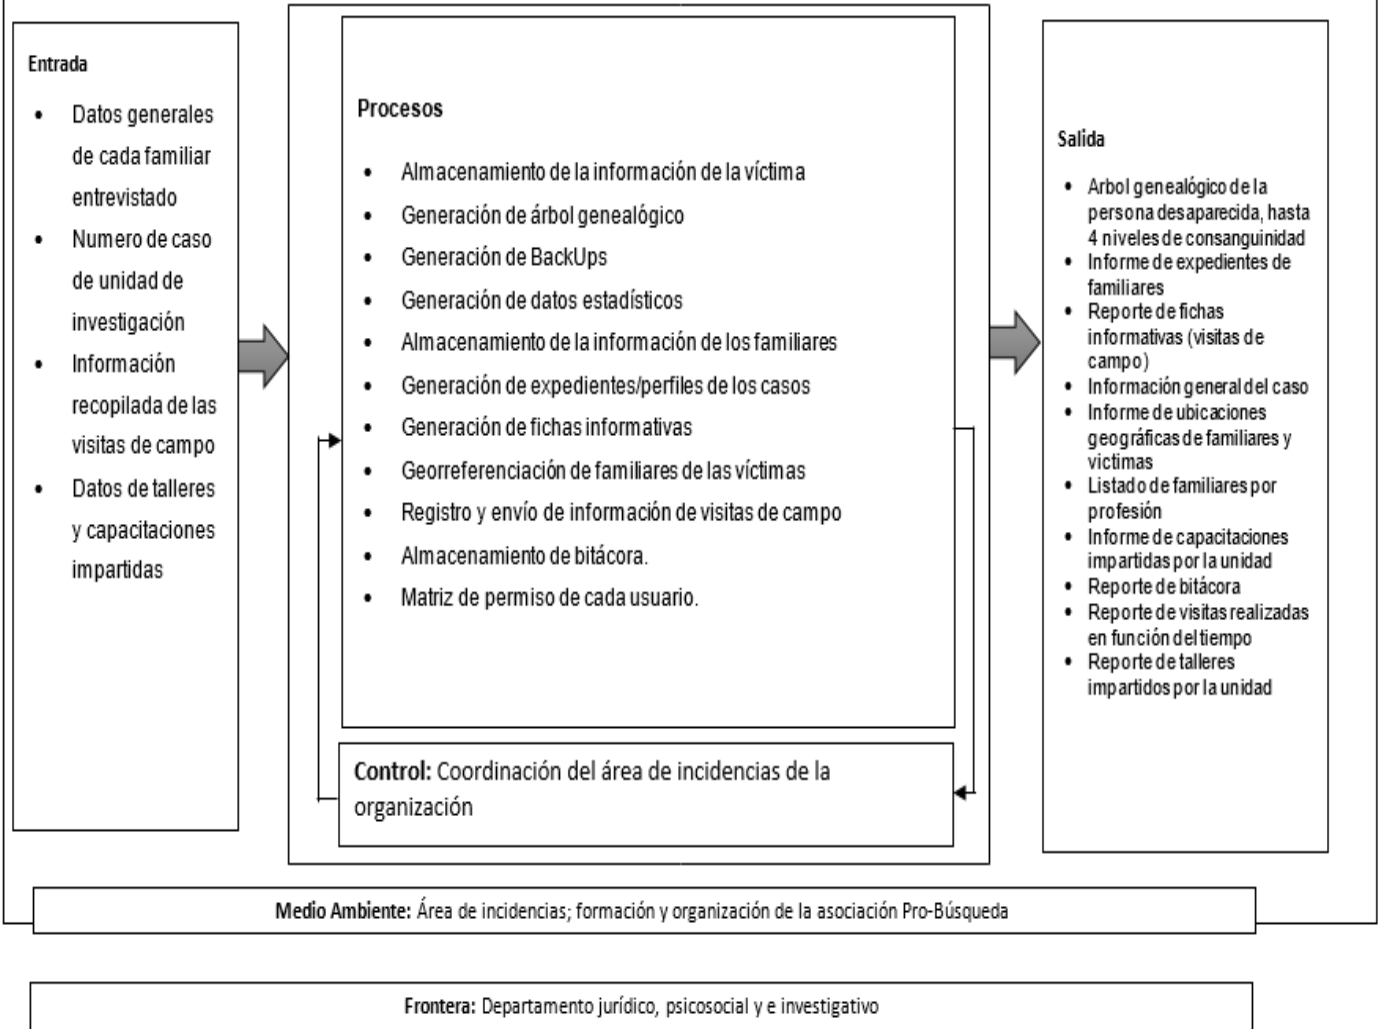 Entrada
• Datos generales
de cada familiar
entrevistado
• Numero de caso
de unidad de
investigación
• Información
recopilada de las
visitas de campo
• Datos de talleres
y capacitaciones
impartidas
Procesos
• Almacenamiento de la información de la víctima
• Generación de árbol genealógico
• Generación de BackUps
• Generación de datos estadísticos
• Almacenamiento de la información de los familiares
• Generación de expedientes/perfiles de los casos
• Generación de fichas informativas
• Georreferenciación de familiares de las víctimas
• Registro y envío de información de visitas de campo
• Almacenamiento de bitácora.
• Matriz de permiso de cada usuario.
Control: Coordinación del área de incidencias de la
organización
Salida
• Arbol genealógico de la
persona desaparecida, hasta
4 niveles de consanguinidad
• Informe de expedientes de
familiares
• Reporte de fichas
informativas (visitas de
campo)
• Información general del caso
• Informe de ubicaciones
geográficas de familiares y
victimas
• Listado de familiares por
profesión
• Informe de capacitaciones
impartidas por la unidad
• Reporte de bitácora
• Reporte de visitas realizadas
en función del tiempo
• Reporte de talleres
impartidos por la unidad
Medio Ambiente: Área de incidencias; formación y organización de la asociación Pro-Búsqueda
Frontera: Departamento jurídico, psicosocial y e investigativo